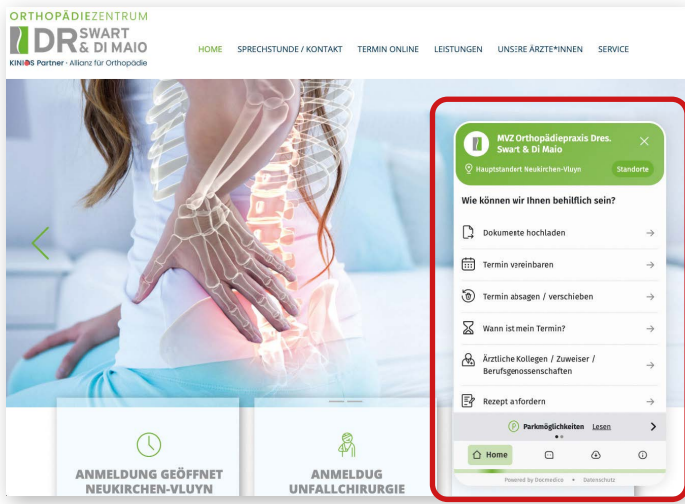 ORTHOPÄDIEZENTRUM
DR SWART
& DI MAIO
KINIOS Partner · Allianz für Orthopädie
HOME SPRECHSTUNDE / KONTAKT TERMIN ONLINE LEISTUNGEN UNSERE ÄRZTE*INNEN SERVICE
MVZ Orthopädiepraxis Dres.
Swart & Di Maio
Hauptstandort Neukirchen-Vluyn Standorte
Wie können wir Ihnen behilflich sein?
Dokumente hochladen
Termin vereinbaren
Termin absagen / verschieben
Wann ist mein Termin?
Ärztliche Kollegen / Zuweiser /
Berufsgenossenschaften
Rezept anfordern
P Parkmöglichkeiten Lesen
Home
Powered by Docmedico • Datenschutz
ANMELDUNG GEÖFFNET
NEUKIRCHEN-VLUYN
ANMELDUG
UNFALLCHIRURGIE